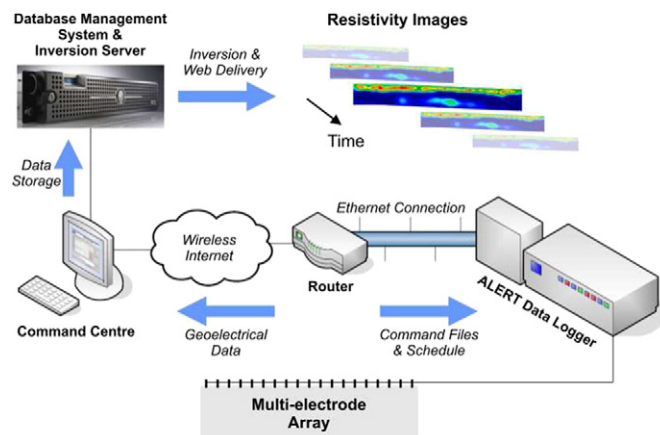 Database Management
System &
Inversion Server
Inversion &
Web Delivery
Resistivity Images
Time
Data
Storage
Ethernet Connection
Wireless
Internet
Router
ALERT Data Logger
Command Centre
Geoelectrical
Data
Command Files
& Schedule
Multi-electrode
Array